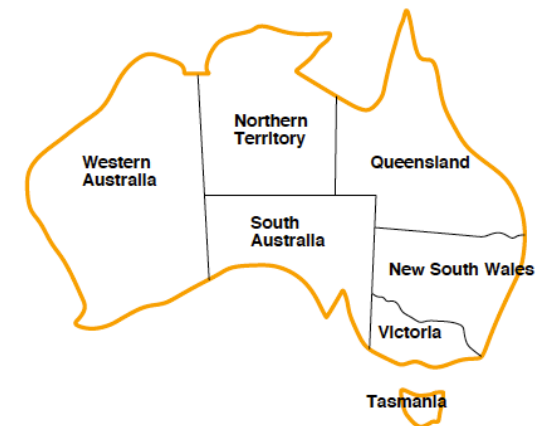 Northern
Territory
Western
Australia
Queensland
South
Australia
New South Wales
Victoria
Tasmania